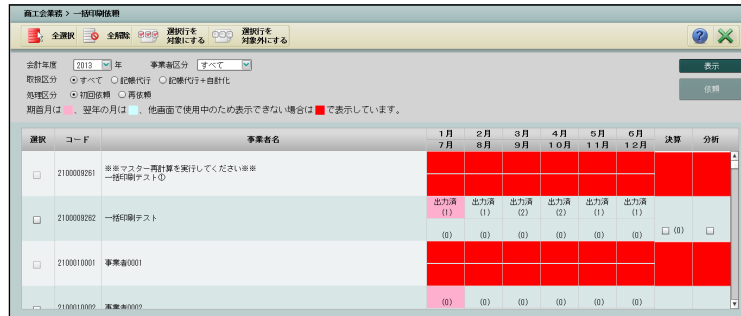 商工会業務 > 一括印刷依頼
全選択 全解除 選択行を対象にする 選択行を対象外にする
会計年度 2013 年 事業者区分 すべて 表示
取扱区分 すべて 記帳代行 記帳代行+自計化 依頼
処理区分 初回依頼 再依頼
期首月は 、翌年の月は 、他画面で使用中のため表示できない場合は で表示しています。
選択 コード 事業者名 1月 2月 3月 4月 5月 6月 決算 分析
7月 8月 9月 10月 11月 12月
2100009261 ※※マスター再計算を実行してください※※
一括印刷テスト①
出力済 出力済 出力済 出力済 出力済 出力済
(1) (1) (2) (2) (1) (1)
2100009262 一括印刷テスト
(0) (0) (0) (0) (0) (0) (0)
2100010001 事業者0001
2100010002 事業者0002 (0) (0) (0) (0) (0) (0)